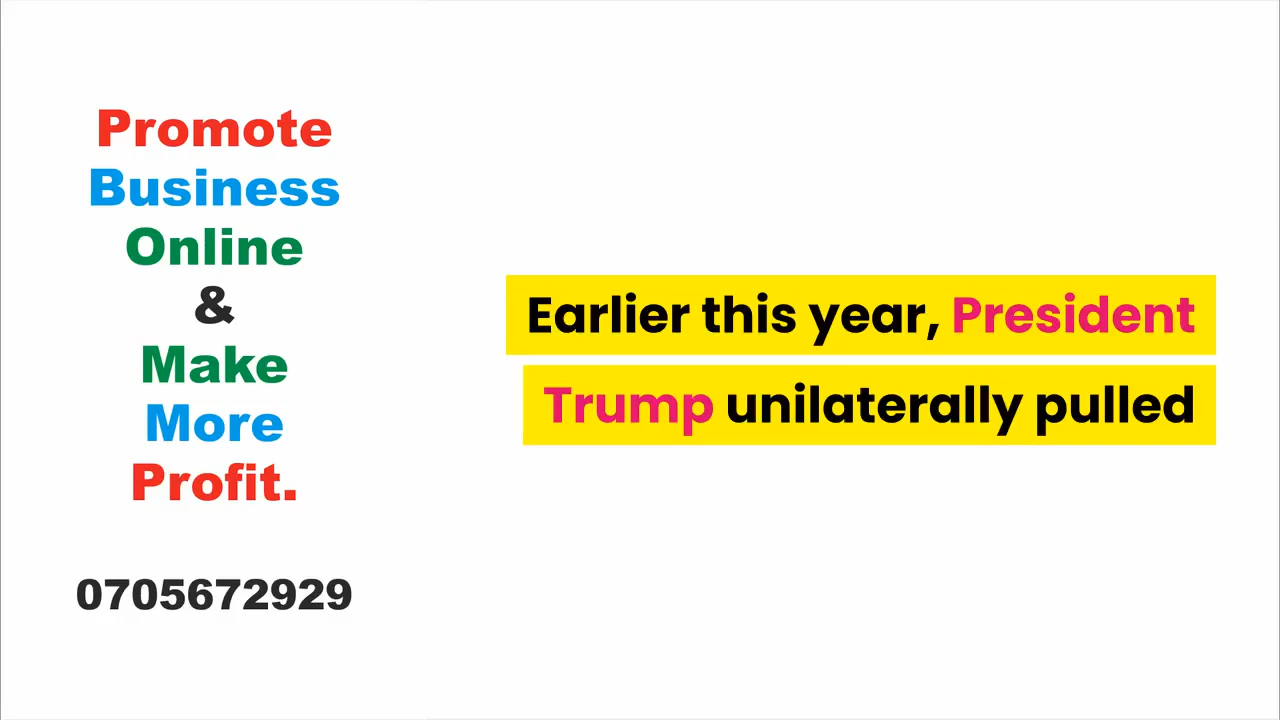 Promote
Business
Online
&
Make
More
Profit.
0705672929
Earlier this year, President
Trump unilaterally pulled